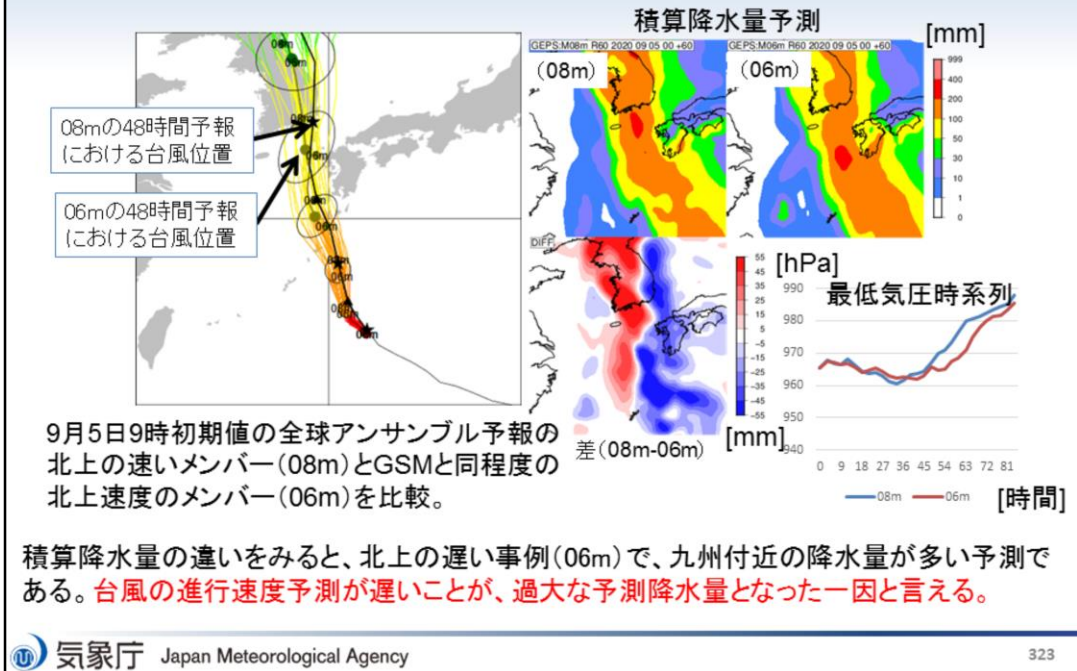 積算降水量予測
[mm]
GEPS:M08m R60 2020 09 05 00 +60
GEPS:M06m R60 2020 09 05 00 +60
(08m)
(06m)
999
400
200
100
50
30
10
1
0
08mの48時間予報
における台風位置
06mの48時間予報
における台風位置
06m
06m
06m
DIFF.
55
45
35
25
15
5
-5
-15
-25
-35
-45
-55
[mm]
差(08m-06m)
[hPa]
最低気圧時系列
990
980
970
960
950
940
0 9 18 27 36 45 54 63 72 81
08m 06m
[時間]
9月5日9時初期値の全球アンサンブル予報の
北上の速いメンバー(08m)とGSMと同程度の
北上速度のメンバー(06m)を比較。
積算降水量の違いをみると、北上の遅い事例(06m)で、九州付近の降水量が多い予測で
ある。台風の進行速度予測が遅いことが、過大な予測降水量となった一因と言える。
気象庁 Japan Meteorological Agency
323